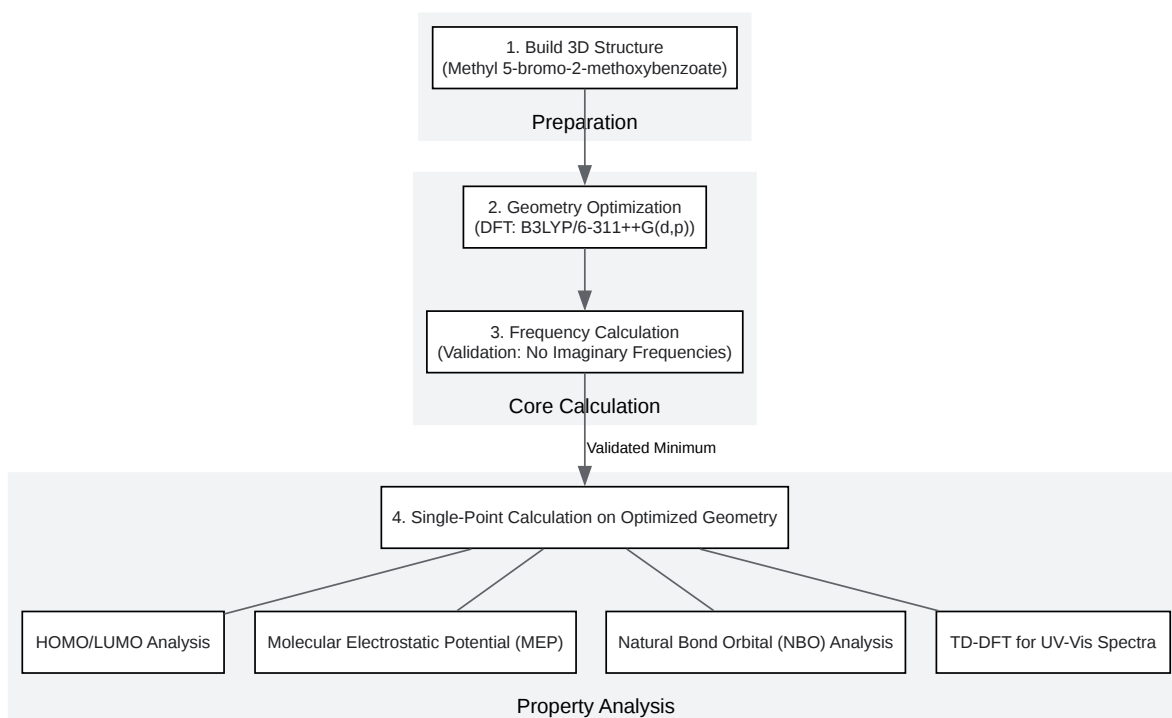 1. Build 3D Structure
(Methyl 5-bromo-2-methoxybenzoate)
Preparation
2. Geometry Optimization
(DFT: B3LYP/6-311++G(d,p))
3. Frequency Calculation
(Validation: No Imaginary Frequencies)
Core Calculation
Validated Minimum
4. Single-Point Calculation on Optimized Geometry
HOMO/LUMO Analysis
Molecular Electrostatic Potential (MEP)
Natural Bond Orbital (NBO) Analysis
TD-DFT for UV-Vis Spectra
Property Analysis